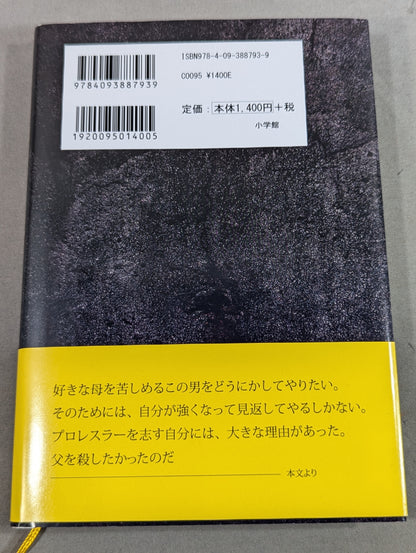 ISBN978-4-09-388793-9
9784093887939
C0095 ¥1400E
定価：本体1,400円+税
1920095014005
小学館
好きな母を苦しめるこの男をどうにかしてやりたい。
そのためには、自分が強くなって見返してやるしかない。
プロレスラーを志す自分には、大きな理由があった。
父を殺したかったのだ
本文より